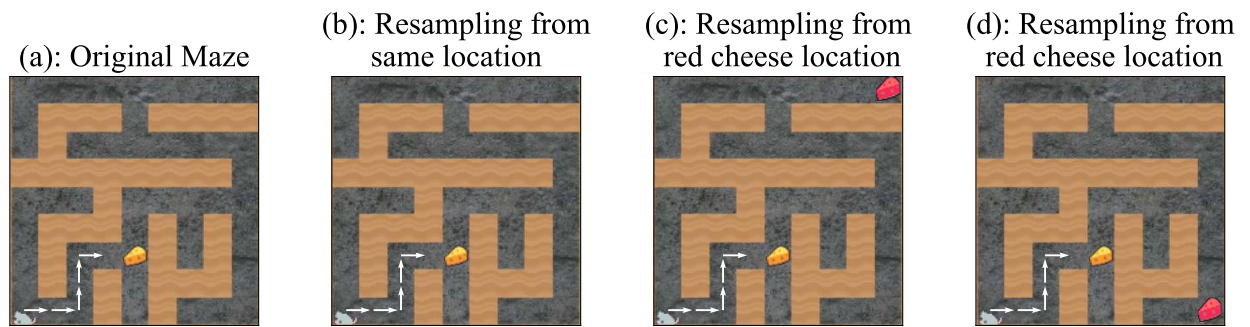 (a): Original Maze
(b): Resampling from
same location
(c): Resampling from
red cheese location
(d): Resampling from
red cheese location